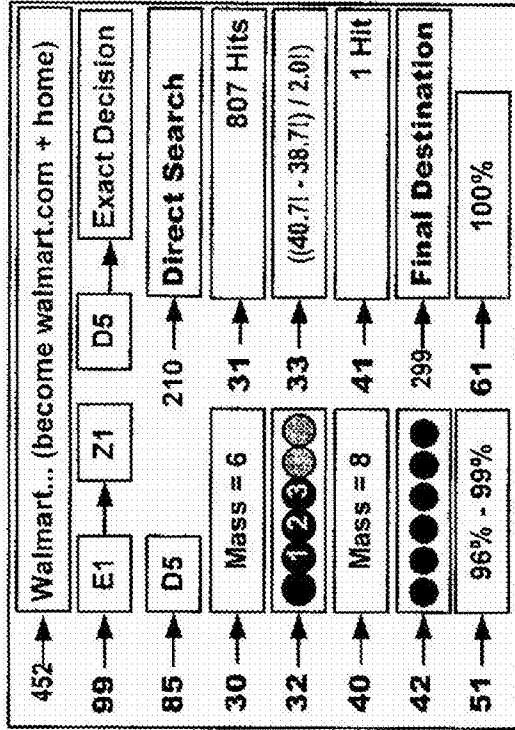 452 Walmart... (become walmart.com + home)
99 E1 Z1 D5 Exact Decision
85 D5 210 Direct Search
30 Mass = 6 31 807 Hits
32 1 2 3 33 ((40.7! - 38.7!) / 2.0!)
40 Mass = 8 41 1 Hit
42 299 Final Destination
51 96% - 99% 61 100%